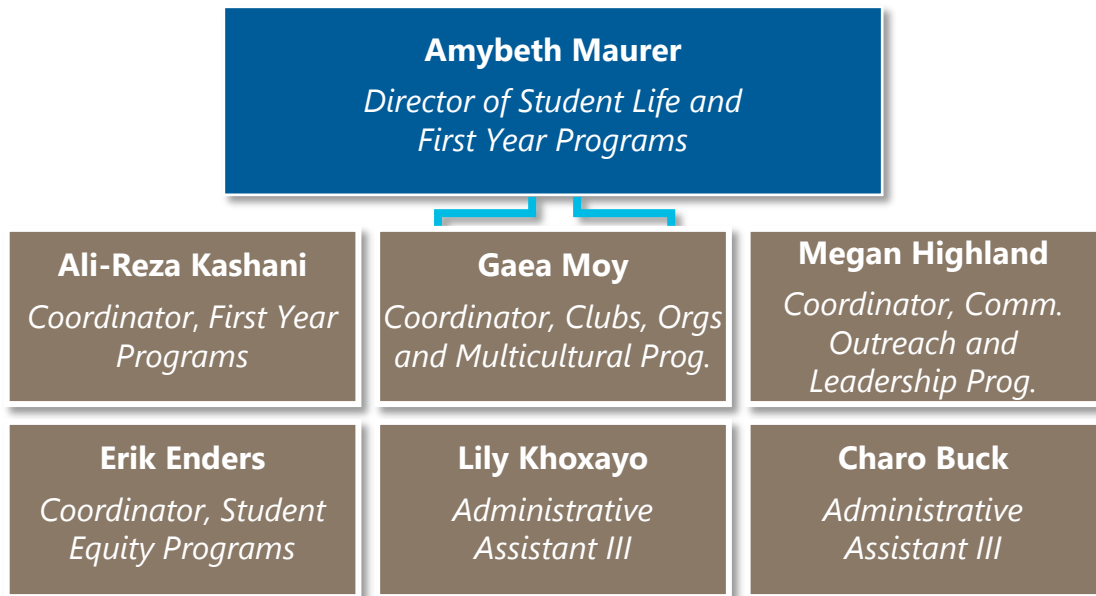 Amybeth Maurer
Director of Student Life and
First Year Programs
Ali-Reza Kashani
Coordinator, First Year
Programs
Gaea Moy
Coordinator, Clubs, Orgs
and Multicultural Prog.
Megan Highland
Coordinator, Comm.
Outreach and
Leadership Prog.
Erik Enders
Coordinator, Student
Equity Programs
Lily Khoxayo
Administrative
Assistant III
Charo Buck
Administrative
Assistant III